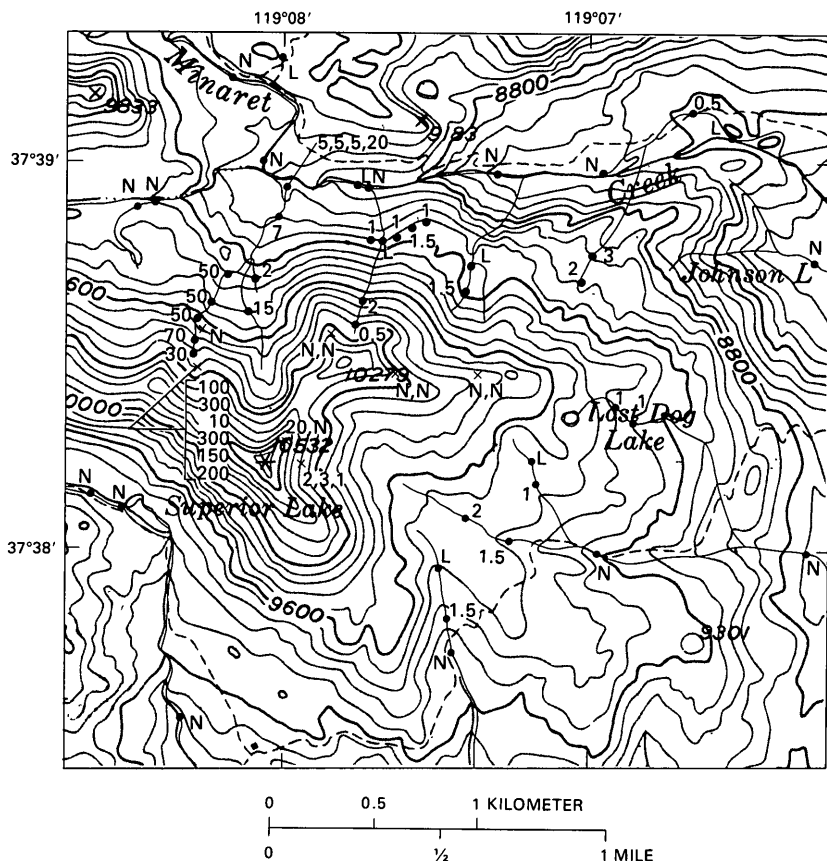 119°08'
119°07'
Minaret
N
L
9833
8800
0.5
9183
L
37°39'
5,5,5,20
N
N
N
Creek
N N
L N
7
1
1
1.5
1
L
L
3
2
Johnson L
N
50
2
50
15
1.5
600
50
N
2
70
0.5
30
N,N
8800
10279
N,N
N,N
0000
100
300
10
300
150
200
20,N
N
2,3,1
1
1
Lost Dog
Lake
L
1
N
N
Superior Lake
2
37°38'
1.5
L
N
N
9600
1.5
9301
N
N
0 0.5 1 KILOMETER
0 ½ 1 MILE